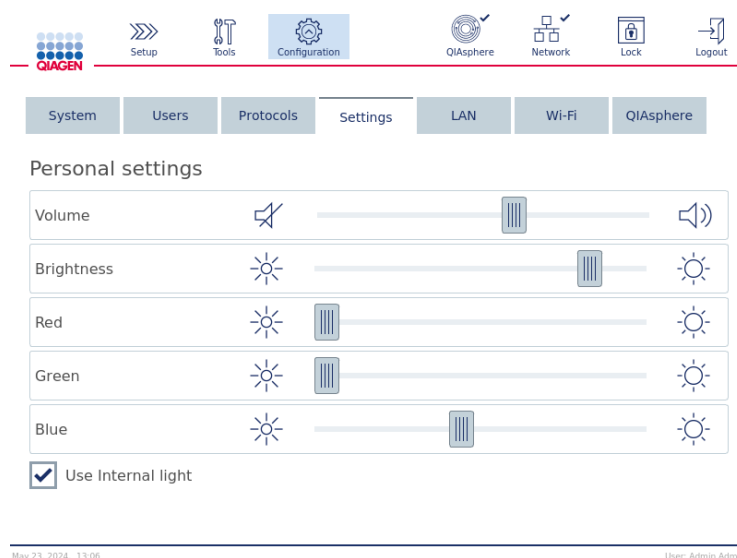 Setup
Tools
Configuration
QIAsphere
Network
Lock
Logout
QIAGEN
System
Users
Protocols
Settings
LAN
Wi-Fi
QIAsphere
Personal settings
Volume
Brightness
Red
Green
Blue
Use Internal light
May 23, 2024 13:06
User: Admin Adm